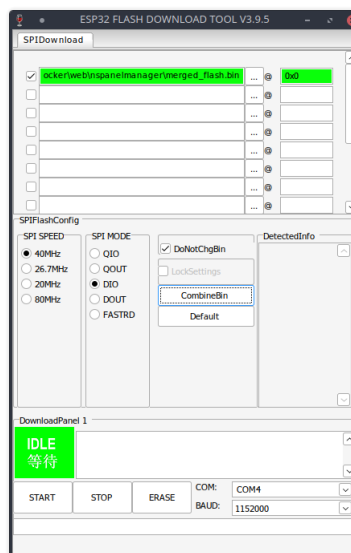 ESP32 FLASH DOWNLOAD TOOL V3.9.5
SPIDownload
ocker\web\nspanelmanager\merged_flash.bin ... @ 0x0
... @
... @
... @
... @
... @
... @
SPIFlashConfig
SPI SPEED
40MHz
26.7MHz
20MHz
80MHz
SPI MODE
QIO
QOUT
DIO
DOUT
FASTRD
DoNotChgBin
LockSettings
CombineBin
Default
DetectedInfo
DownloadPanel 1
IDLE
等待
START STOP ERASE
COM: COM4
BAUD: 1152000